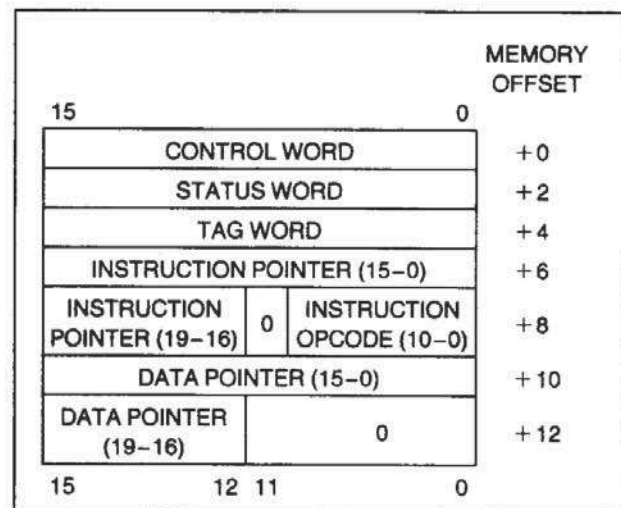 MEMORY
OFFSET
15 0
CONTROL WORD +0
STATUS WORD +2
TAG WORD +4
INSTRUCTION POINTER (15–0) +6
INSTRUCTION
POINTER (19–16)
0
INSTRUCTION
OPCODE (10–0)
+8
DATA POINTER (15–0) +10
DATA POINTER
(19–16)
0
+12
15 12 11 0